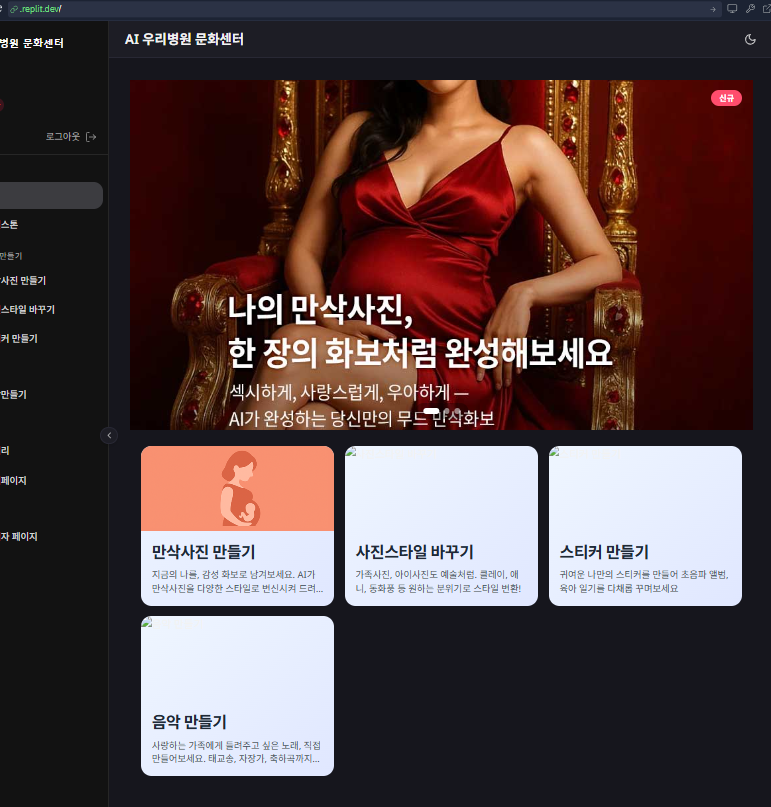 .replit.dev/
병원 문화센터
AI 우리병원 문화센터
로그아웃
스톤
만들기
사진 만들기
스타일 바꾸기
커 만들기
만들기
리
페이지
자 페이지
신규
나의 만삭사진,
한 장의 화보처럼 완성해보세요
섹시하게, 사랑스럽게, 우아하게 —
AI가 완성하는 당신만의 무드 만삭화보
만삭사진 만들기
지금의 나를, 감성 화보로 남겨보세요. AI가
만삭사진을 다양한 스타일로 변신시켜 드려...
사진스타일 바꾸기
가족사진, 아이사진도 예술처럼. 클레이, 애
니, 동화풍 등 원하는 분위기로 스타일 변환!
스티커 만들기
귀여운 나만의 스티커를 만들어 초음파 앨범,
육아 일기를 다채롭 꾸며보세요
음악 만들기
사랑하는 가족에게 들려주고 싶은 노래, 직접
만들어보세요. 태교송, 자장가, 축하곡까지...